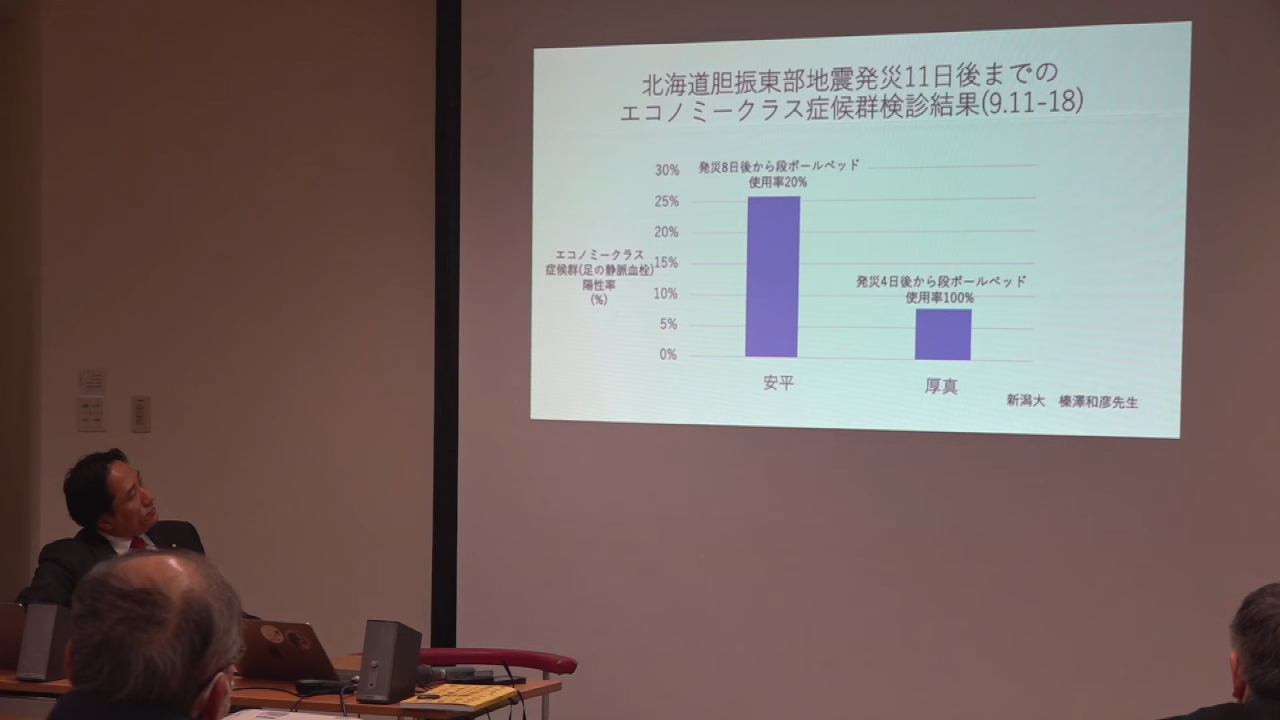 北海道胆振東部地震発災11日後までの
エコノミークラス症候群検診結果(9.11-18)
30%
25%
20%
15%
10%
5%
0%
エコノミークラス
症候群(足の静脈血栓)
陽性率
(%)
発災8日後から段ボールベッド
使用率20%
発災4日後から段ボールベッド
使用率100%
安平
厚真
新潟大 榛澤和彦先生